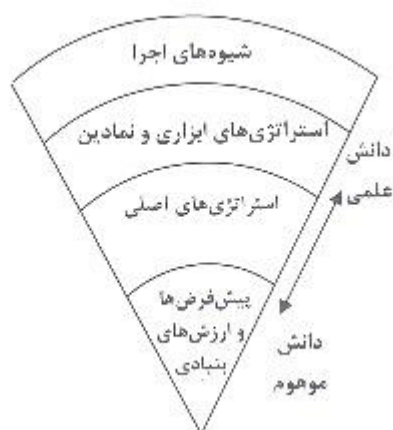 شیوه‌های اجرا
استراتژی‌های ابزاری و نمادین
استراتژی‌های اصلی
پیش‌فرض‌ها
و ارزش‌های
بنیادی
دانش
علمی
دانش
موهوم